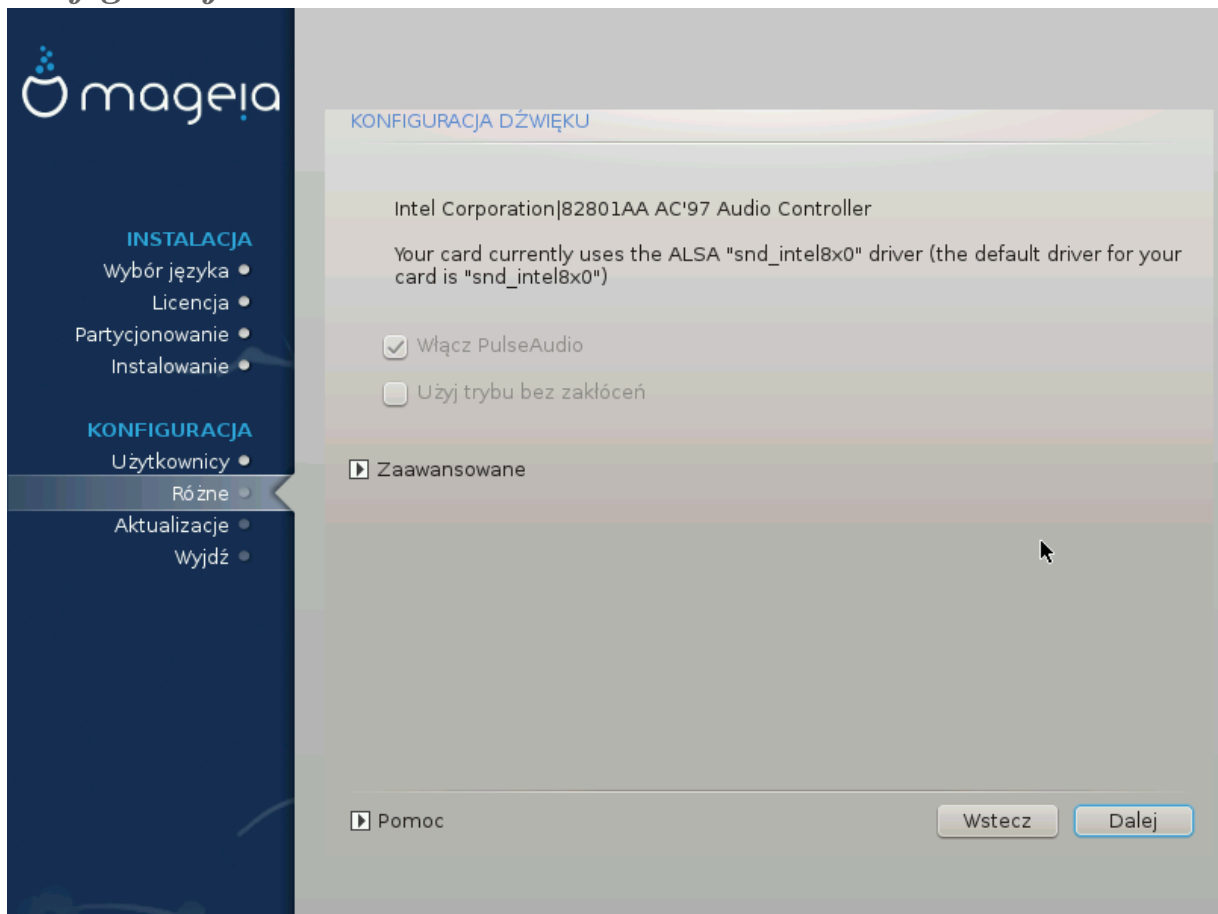 mageia
INSTALACJA
Wybór języka
Licencja
Partycjonowanie
Instalowanie
KONFIGURACJA
Użytkownicy
Różne
Aktualizacje
Wyjdź
KONFIGURACJA DŹWIĘKU
Intel Corporation|82801AA AC'97 Audio Controller
Your card currently uses the ALSA "snd_intel8x0" driver (the default driver for your
card is "snd_intel8x0")
Włącz PulseAudio
Użyj trybu bez zakłóceń
Zaawansowane
Pomoc
Wstecz
Dalej